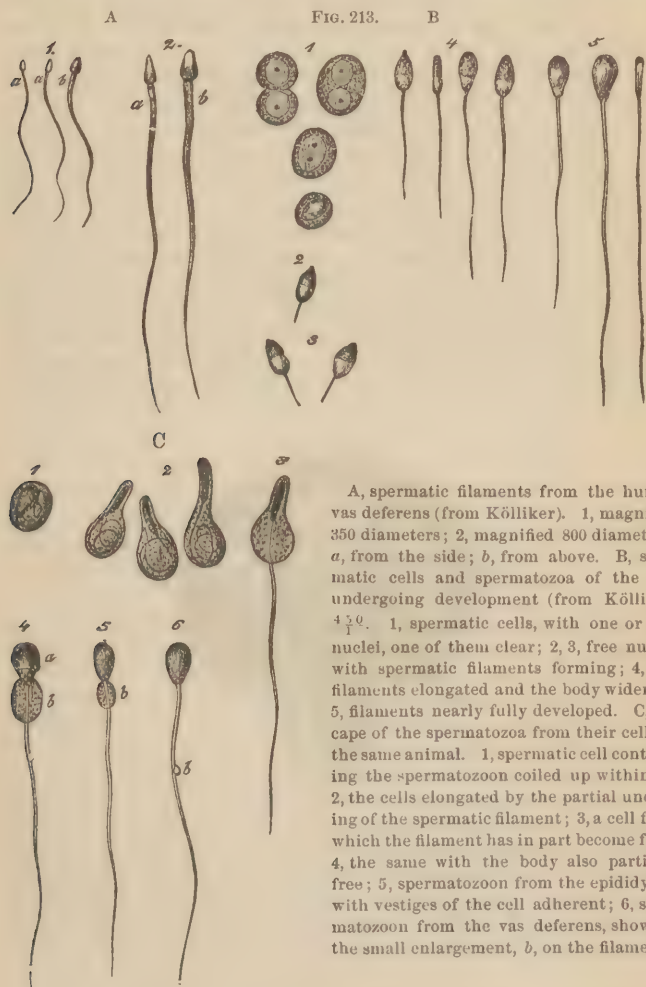 A FIG. 213. B
1. 2. 1 4 5
a a b a b
2
3
C
1 2 3
A, spermatic filaments from the hu
vas deferens (from Kölliker). 1, magn
350 diameters; 2, magnified 800 diamet
a, from the side; b, from above. B, s
matic cells and spermatozoa of the
undergoing development (from Kölli
450/1. 1, spermatic cells, with one or
nuclei, one of them clear; 2, 3, free nu
with spermatic filaments forming; 4,
filaments elongated and the body wider
5, filaments nearly fully developed. C
cape of the spermatozoa from their cell
the same animal. 1, spermatic cell cont
ing the spermatozoon coiled up within
2, the cells elongated by the partial unc
ing of the spermatic filament; 3, a cell f
which the filament has in part become f
4, the same with the body also parti
free; 5, spermatozoon from the epididy
with vestiges of the cell adherent; 6, s
matozoon from the vas deferens, show
the small enlargement, b, on the filame
4 5 6
a
b b
b